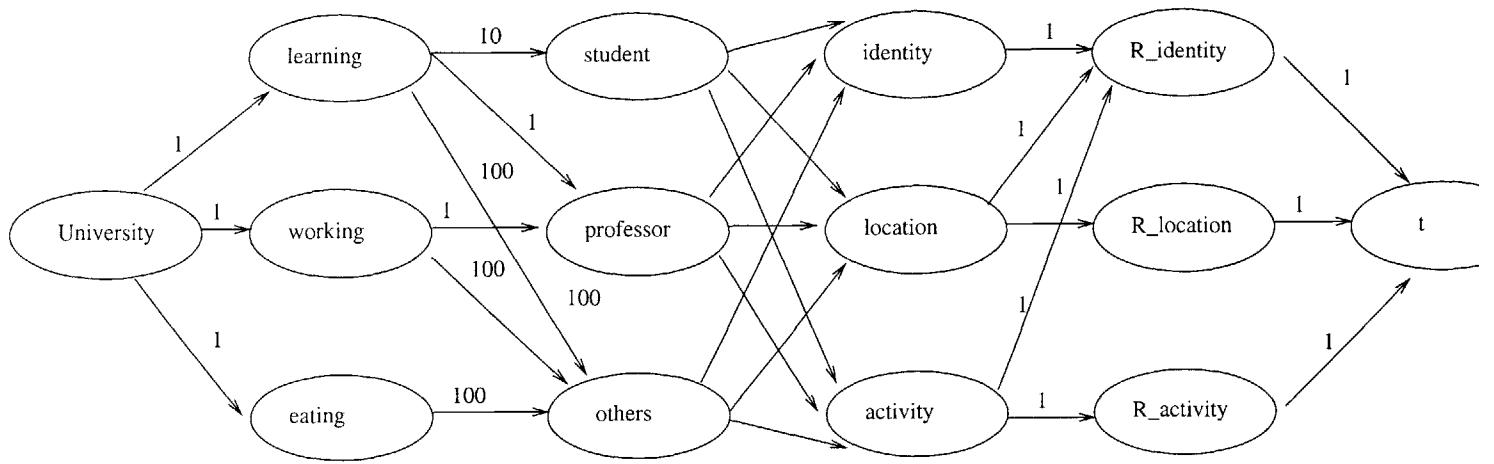 learning
10
student
identity
1
R_identity
1
1
1
1
100
University
1
working
1
professor
location
1
R_location
1
t
100
100
1
1
1
eating
100
others
activity
1
R_activity